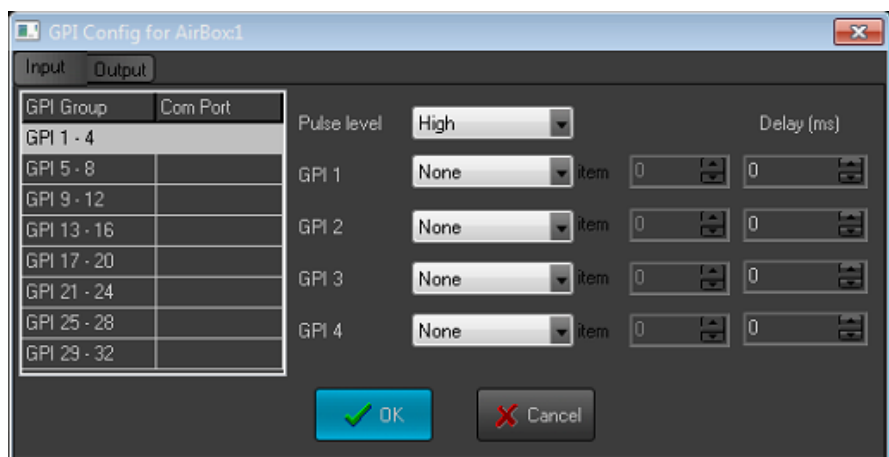 GPI Config for AirBox:1
Input Output
GPI Group Com Port
GPI 1 - 4
GPI 5 - 8
GPI 9 - 12
GPI 13 - 16
GPI 17 - 20
GPI 21 - 24
GPI 25 - 28
GPI 29 - 32
Pulse level High Delay (ms)
GPI 1 None item 0 0
GPI 2 None item 0 0
GPI 3 None item 0 0
GPI 4 None item 0 0
OK Cancel